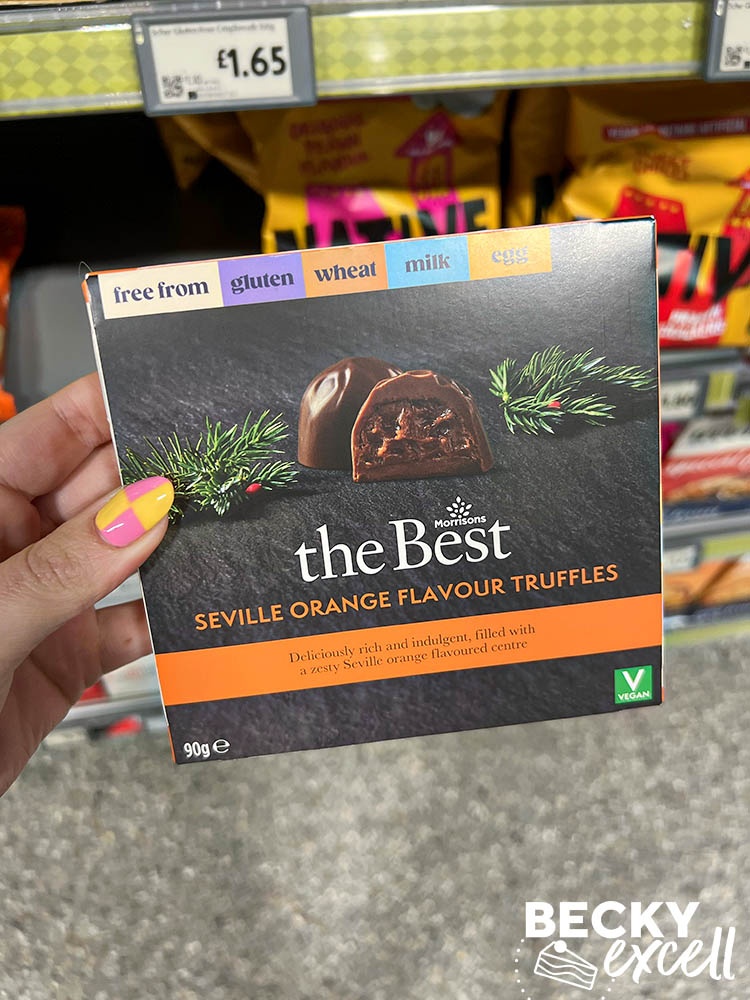 £1.65
NATIVE
free from gluten wheat milk egg
Morrisons
the Best
SEVILLE ORANGE FLAVOUR TRUFFLES
Deliciously rich and indulgent, filled with
a zesty Seville orange flavoured centre
V
VEGAN
90g e
BECKY
excell